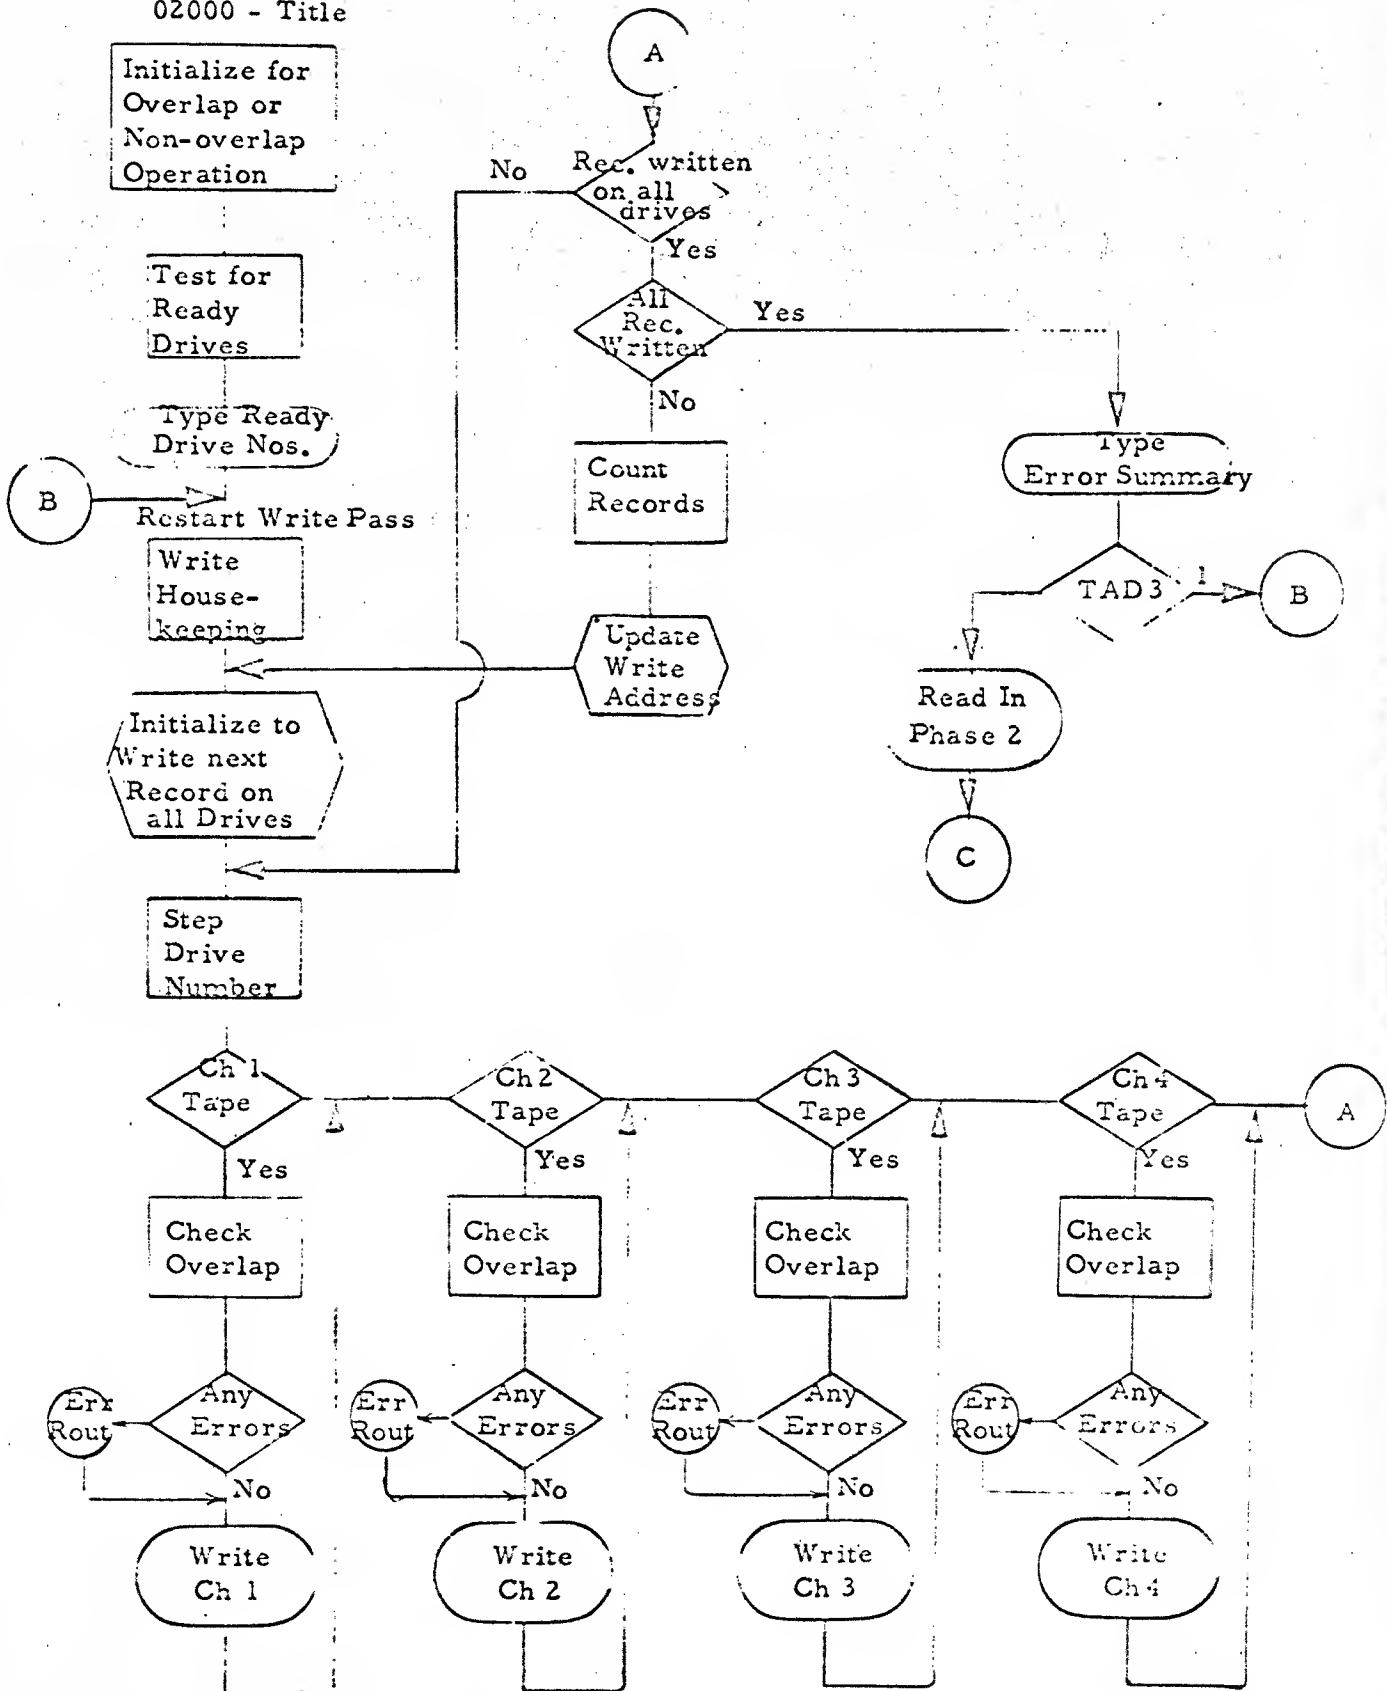 02000 - Title
Initialize for
Overlap or
Non-overlap
Operation
Test for
Ready
Drives
Type Ready
Drive Nos.
B
Restart Write Pass
Write
House-
keeping
Initialize to
Write next
Record on
all Drives
Step
Drive
Number
A
Rec. written
on all
drives
No
Yes
All
Rec.
Written
Yes
No
Count
Records
Update
Write
Address
Type
Error Summary
TAD3
1
B
Read In
Phase 2
C
Ch 1
Tape
Yes
Check
Overlap
Any
Errors
Err
Rout
No
Write
Ch 1
Ch 2
Tape
Yes
Check
Overlap
Any
Errors
Err
Rout
No
Write
Ch 2
Ch 3
Tape
Yes
Check
Overlap
Any
Errors
Err
Rout
No
Write
Ch 3
Ch 4
Tape
Yes
Check
Overlap
Any
Errors
Err
Rout
No
Write
Ch 4
A